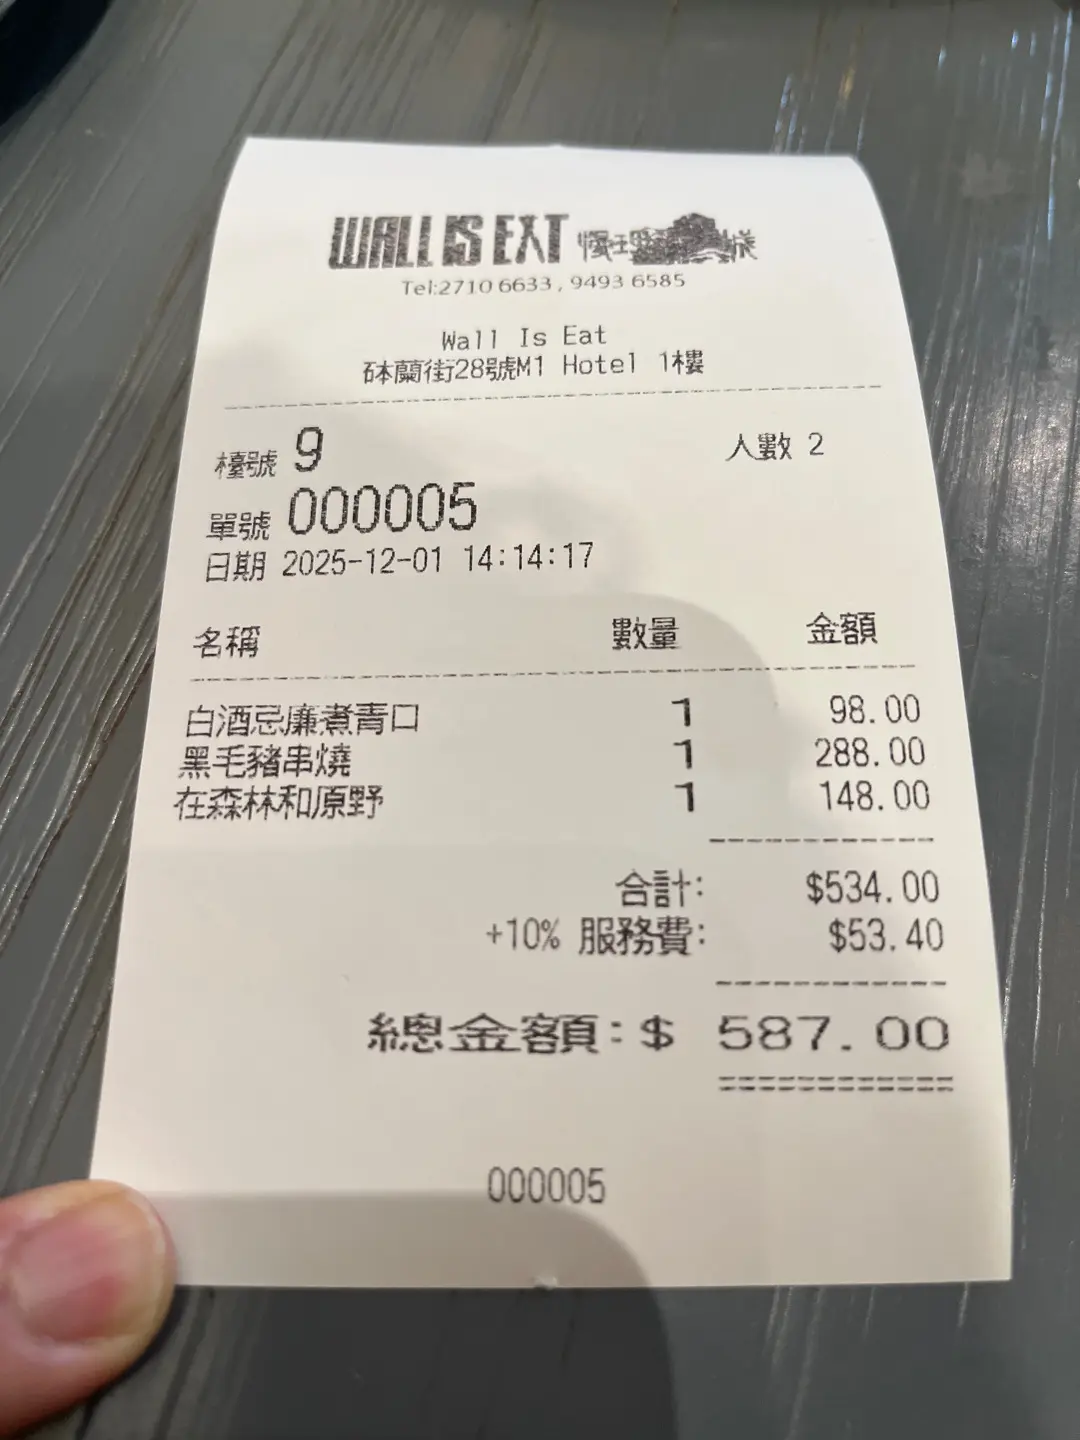 WALL IS EAT
Tel:2710 6633, 9493 6585
Wall Is Eat
砵蘭街28號M1 Hotel 1樓
檯號 9 人數 2
單號 000005
日期 2025-12-01 14:14:17
名稱 數量 金額
白酒忌廉煮青口 1 98.00
黑毛豬串燒 1 288.00
在森林和原野 1 148.00
合計: $534.00
+10% 服務費: $53.40
總金額:$ 587.00
000005